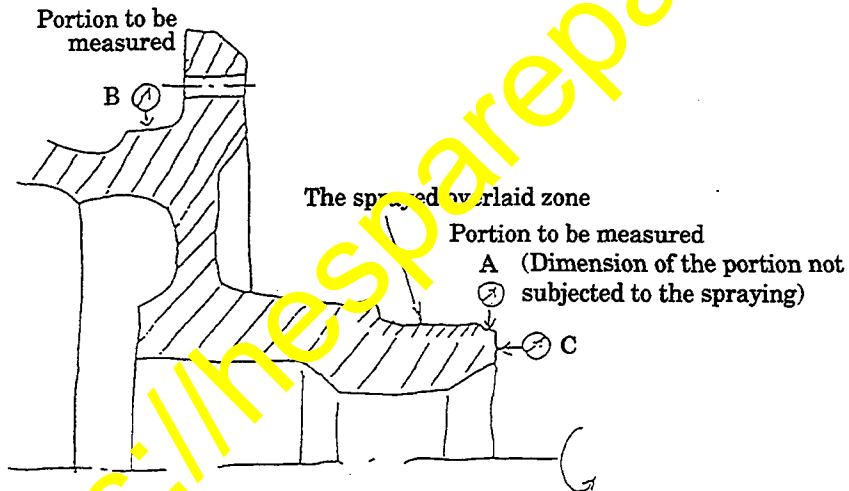 Portion to be
measured
B
The sprayed overlaid zone
Portion to be measured
A (Dimension of the portion not
subjected to the spraying)
C
://hesparepa